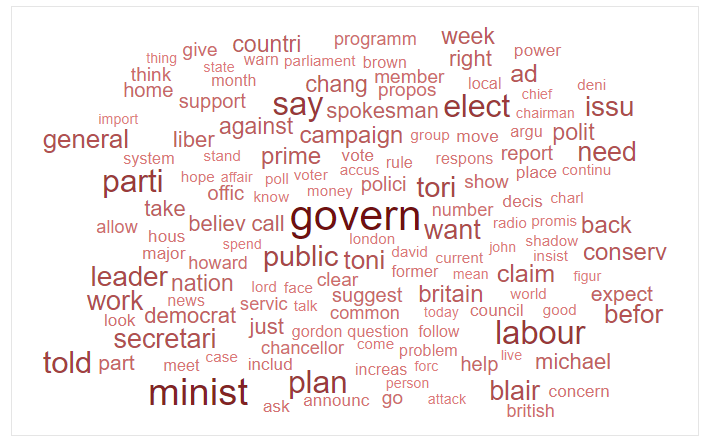 countri programm week
thing give state warn parliament brown right power
think month chang member ad
home support say propos local chief deni
import against spokesman elect chairman issu
general liber campaign group move argu polit
system stand prime vote rule respons report need
parti hope affair poll voter accus polici tori show place continu
offic know money decis charl
take govern number
allow believ call want radio promis back
hous london john shadow
major spend public toni david current insist conserv
leader nation howard clear former mean claim figur
work news lord face suggest britain world expect
look democrat servic talk common today council good befor
secretari just gordon question follow labour
told part chancellor come problem live
meet case includ increas forc help michael
minist plan person blair concern
ask announc go attack british